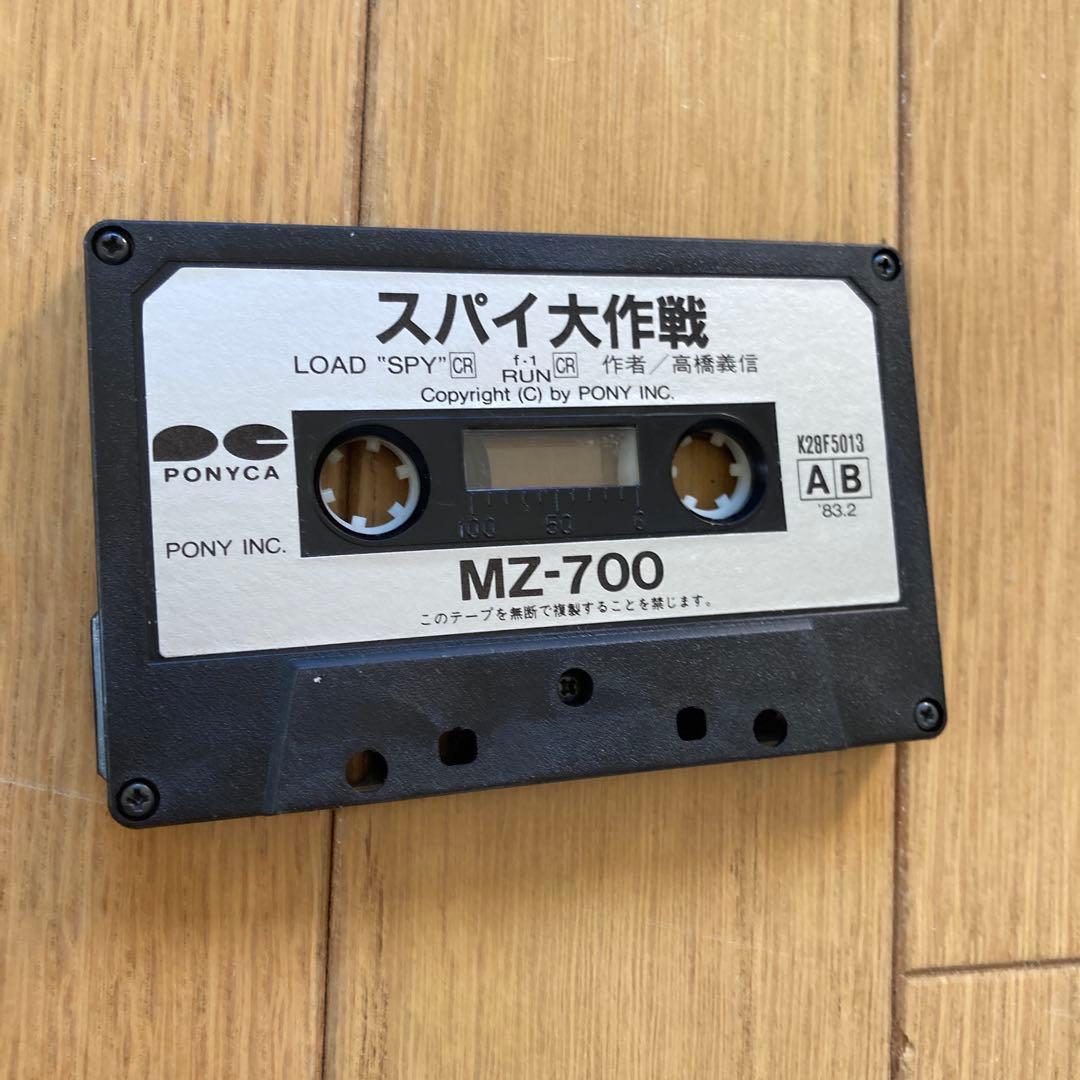 スパイ大作戦
LOAD "SPY" CR f・1 RUN CR 作者／高橋義信
Copyright (C) by PONY INC.
PONYCA
K28F5013
A B
'83.2
PONY INC.
100 50 0
MZ-700
このテープを無断で複製することを禁じます。